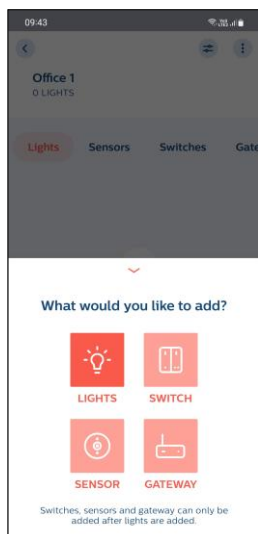 09:43
Office 1
0 LIGHTS
Lights Sensors Switches Gate
What would you like to add?
LIGHTS SWITCH
SENSOR GATEWAY
Switches, sensors and gateway can only be
added after lights are added.